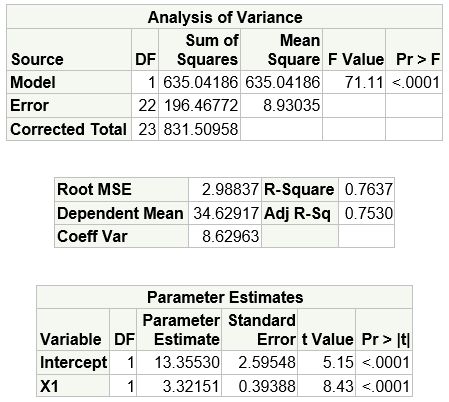 Analysis of Variance
Sum of Mean
Source DF Squares Square F Value Pr > F
Model 1 635.04186 635.04186 71.11 <.0001
Error 22 196.46772 8.93035
Corrected Total 23 831.50958
Root MSE 2.98837 R-Square 0.7637
Dependent Mean 34.62917 Adj R-Sq 0.7530
Coeff Var 8.62963
Parameter Estimates
Parameter Standard
Variable DF Estimate Error t Value Pr > |t|
Intercept 1 13.35530 2.59548 5.15 <.0001
X1 1 3.32151 0.39388 8.43 <.0001